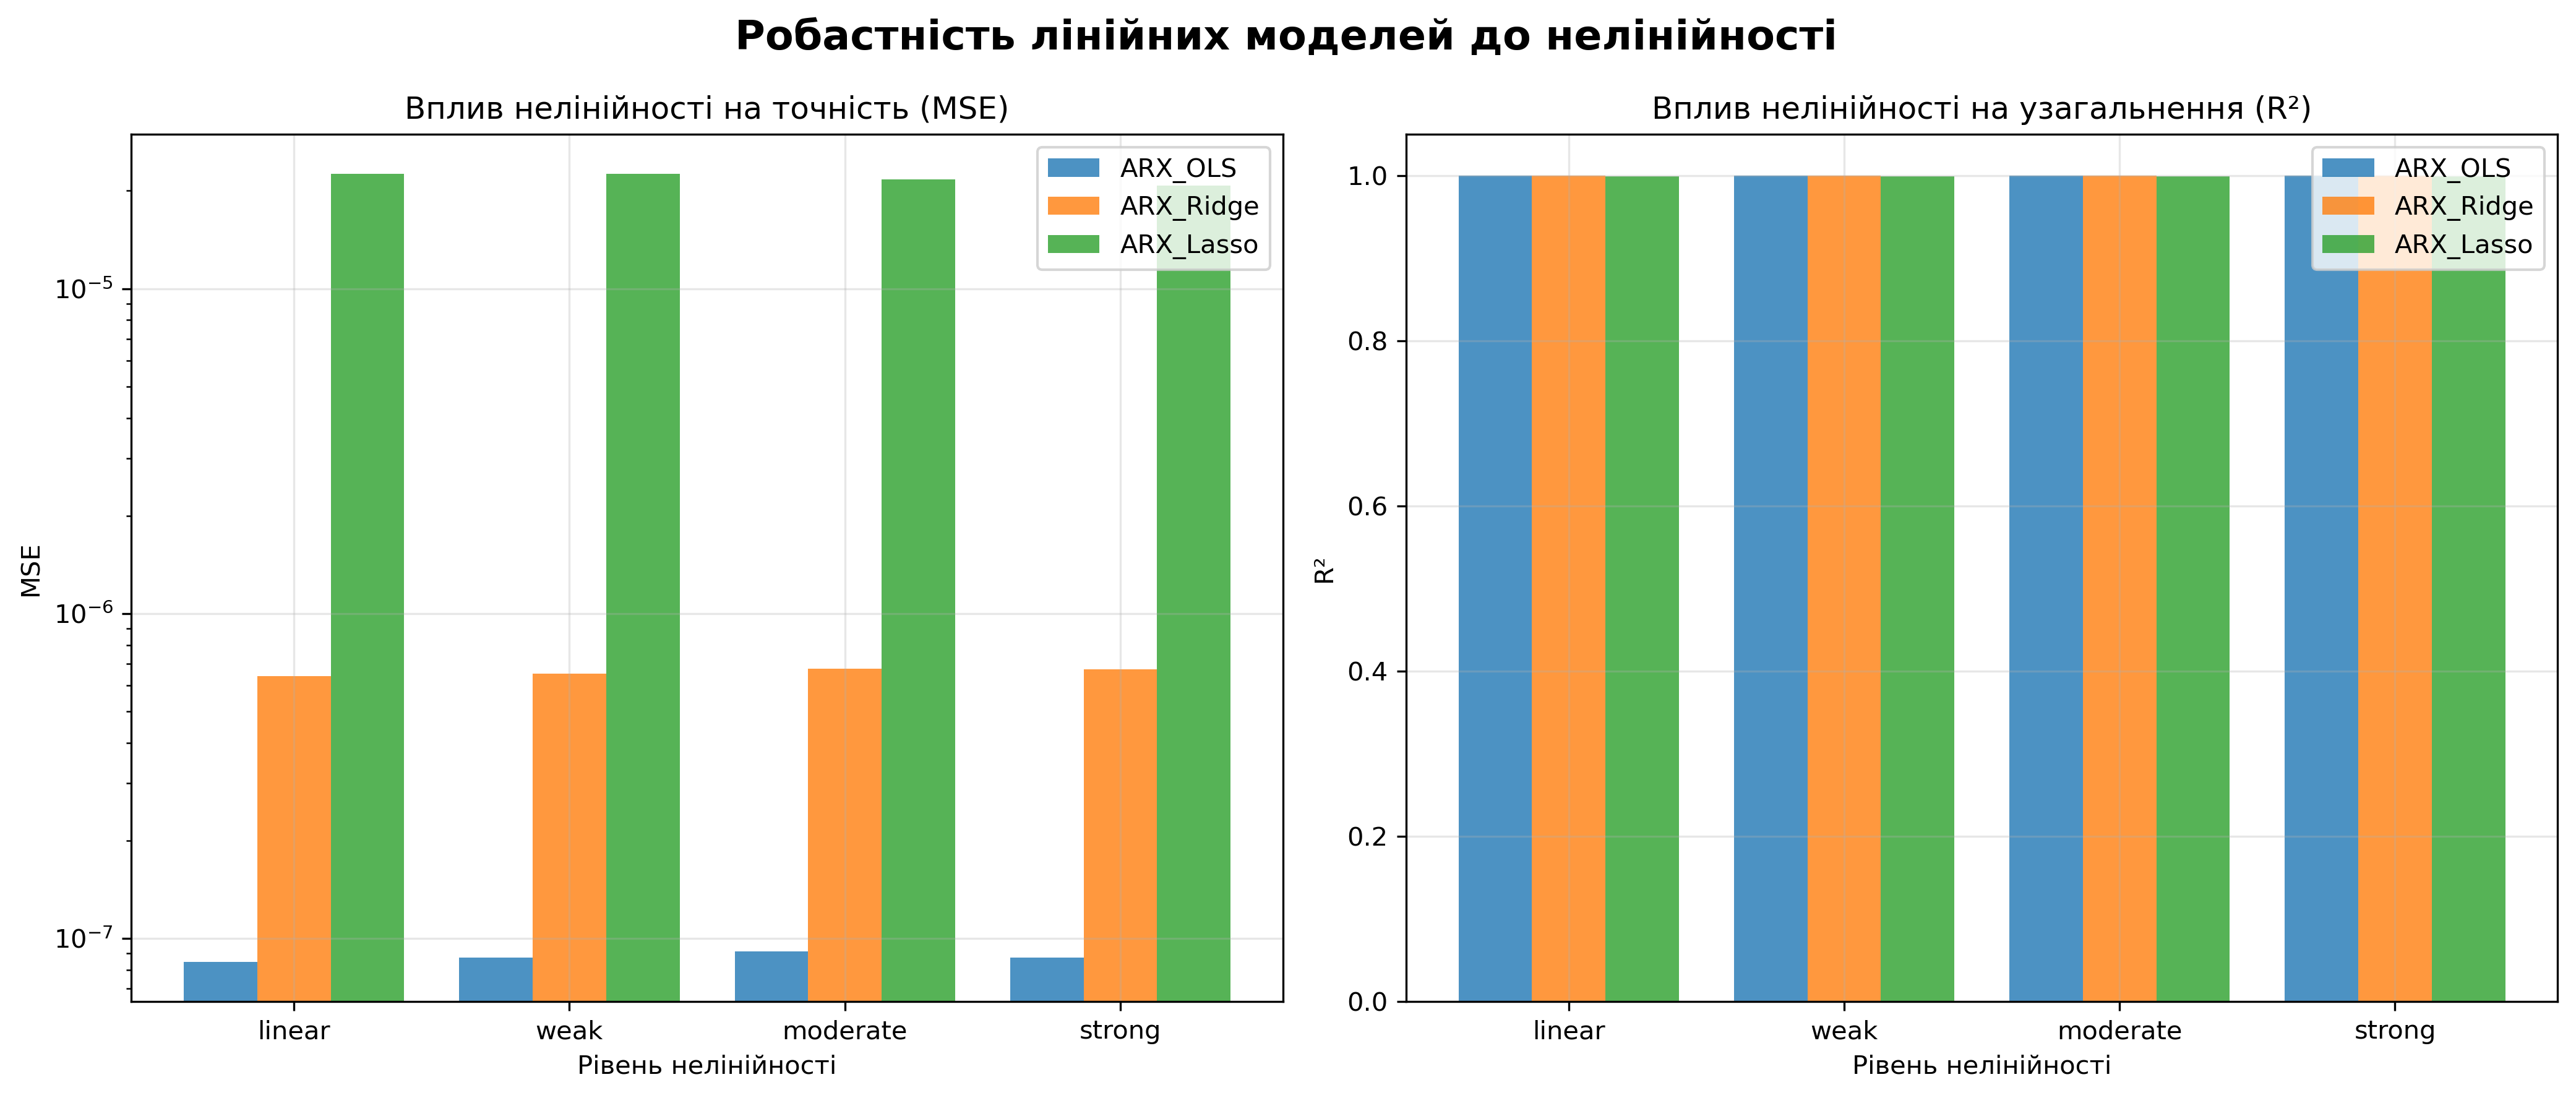 Робастність лінійних моделей до нелінійності
Вплив нелінійності на точність (MSE)
ARX_OLS
ARX_Ridge
ARX_Lasso
MSE
10⁻⁵
10⁻⁶
10⁻⁷
linear weak moderate strong
Рівень нелінійності
Вплив нелінійності на узагальнення (R²)
ARX_OLS
ARX_Ridge
ARX_Lasso
R²
1.0
0.8
0.6
0.4
0.2
0.0
linear weak moderate strong
Рівень нелінійності